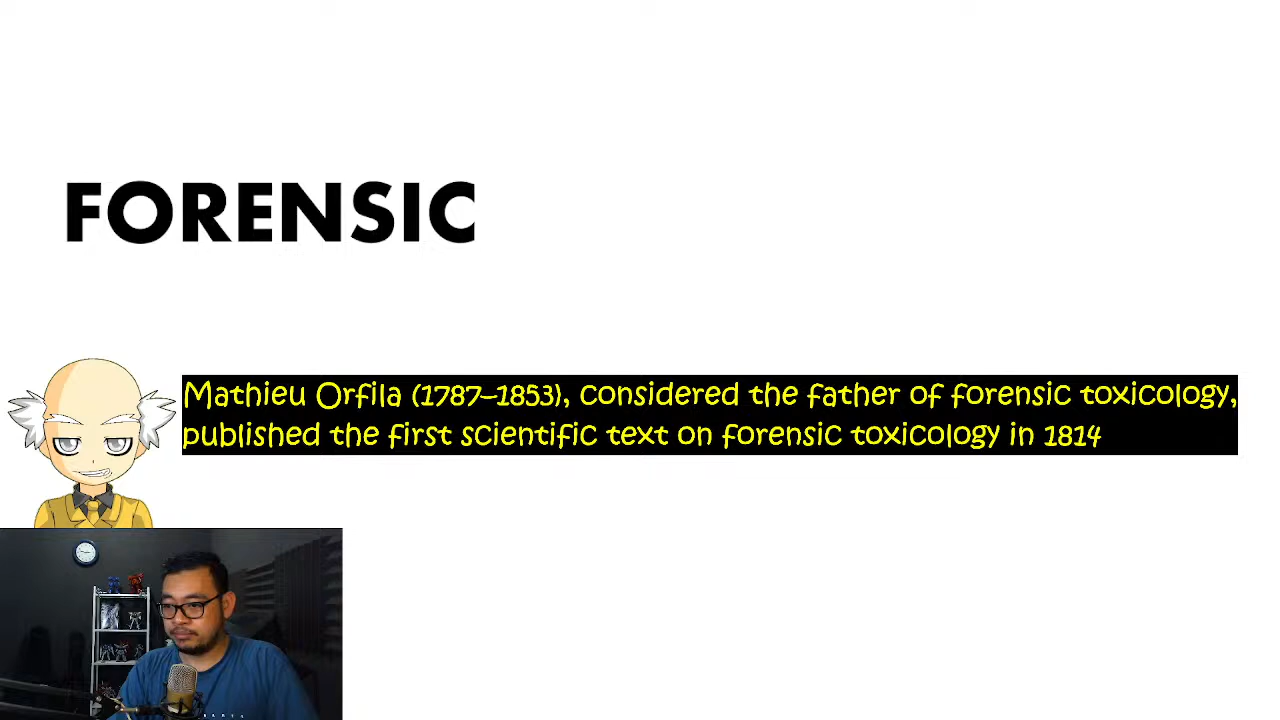 FORENSIC
Mathieu Orfila (1787–1853), considered the father of forensic toxicology,
published the first scientific text on forensic toxicology in 1814